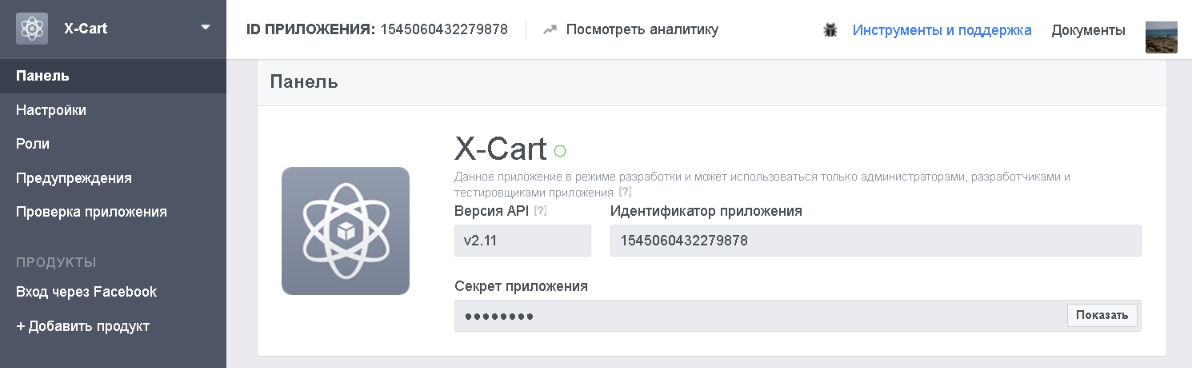 X-Cart
ID ПРИЛОЖЕНИЯ: 1545060432279878
Посмотреть аналитику
Инструменты и поддержка
Документы
Панель
Настройки
Роли
Предупреждения
Проверка приложения
ПРОДУКТЫ
Вход через Facebook
+ Добавить продукт
Панель
X-Cart
Данное приложение в режиме разработки и может использоваться только администраторами, разработчиками и
тестировщиками приложения [?]
Версия API [?]
Идентификатор приложения
v2.11
1545060432279878
Секрет приложения
●●●●●●●●
Показать